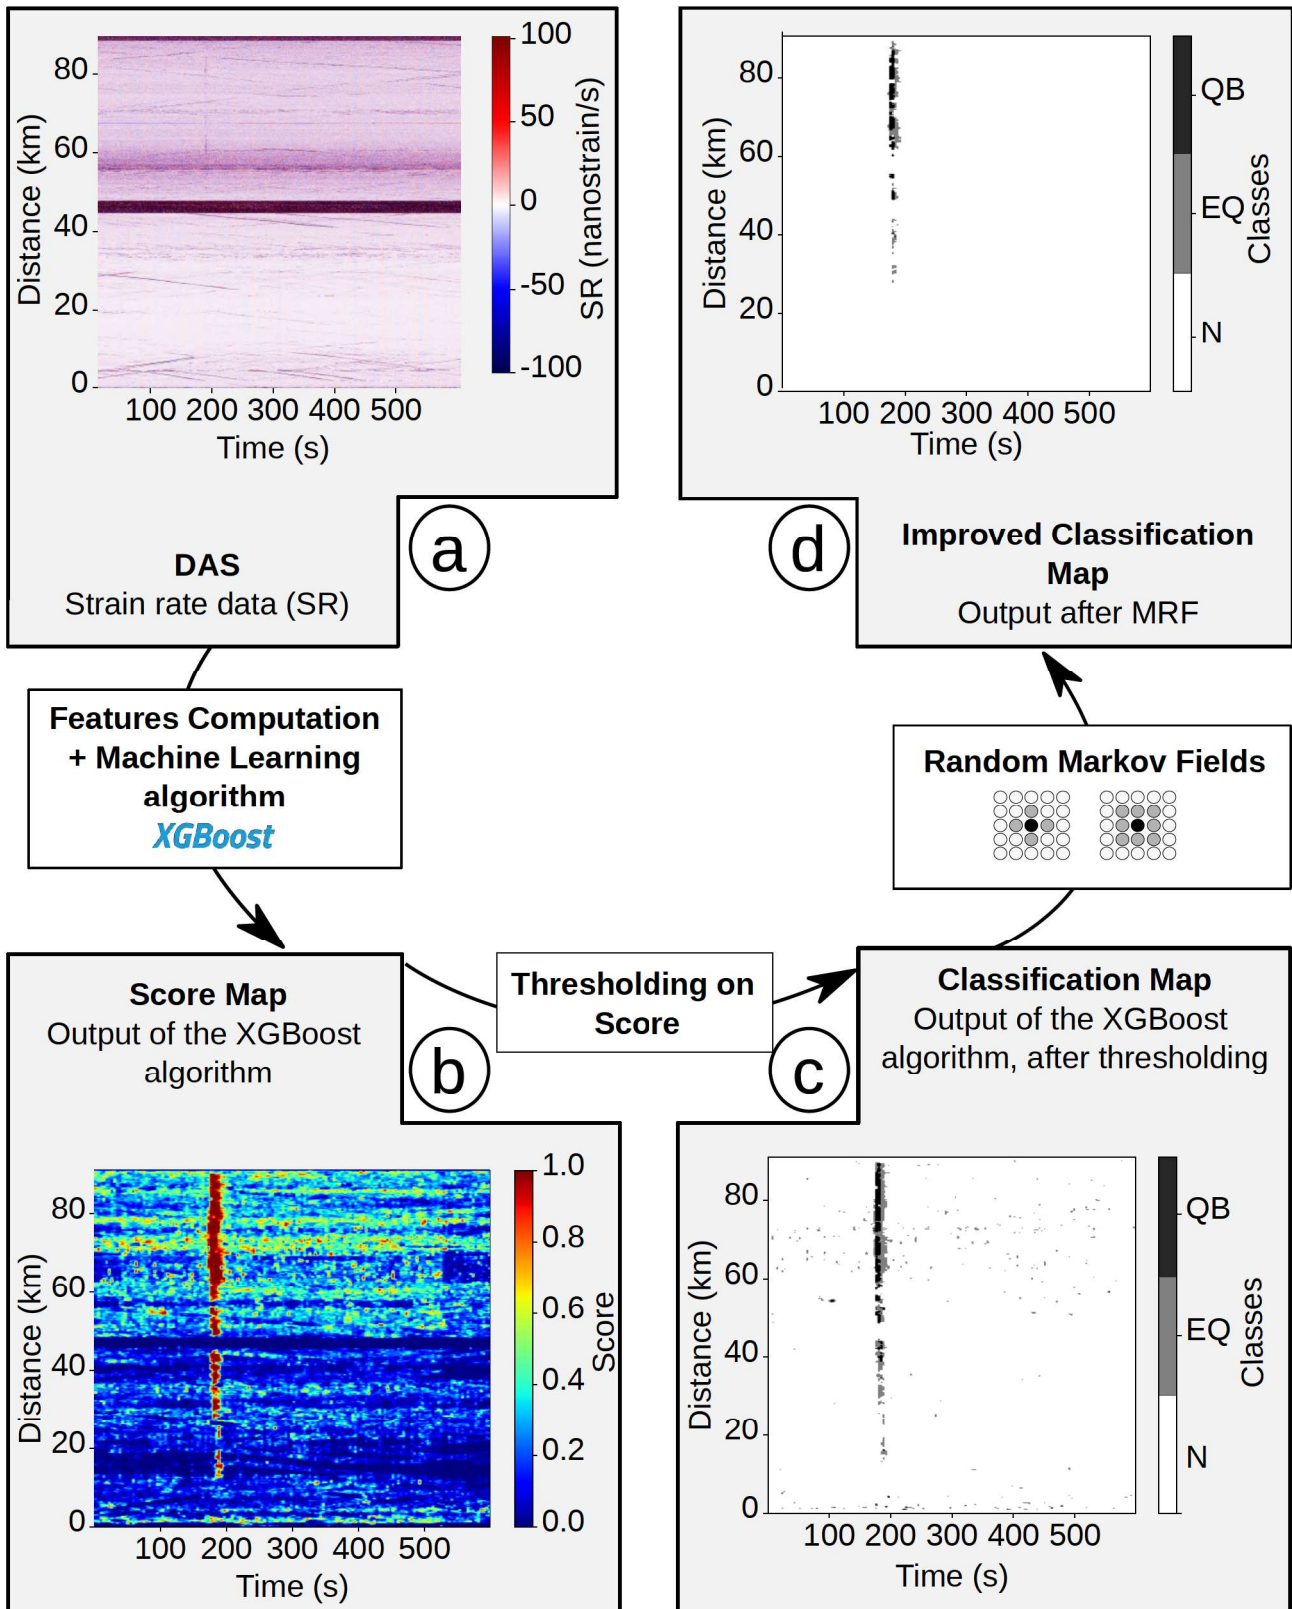 80
60
40
20
0
Distance (km)
100 200 300 400 500
Time (s)
100
50
0
-50
-100
SR (nanostrain/s)
DAS
Strain rate data (SR)
a
80
60
40
20
0
Distance (km)
100 200 300 400 500
Time (s)
QB
EQ
N
Classes
d
Improved Classification
Map
Output after MRF
Features Computation
+ Machine Learning
algorithm
XGBoost
Random Markov Fields
Score Map
Output of the XGBoost
algorithm
b
Thresholding on
Score
c
Classification Map
Output of the XGBoost
algorithm, after thresholding
80
60
40
20
0
Distance (km)
100 200 300 400 500
Time (s)
1.0
0.8
0.6
0.4
0.2
0.0
Score
80
60
40
20
0
Distance (km)
100 200 300 400 500
Time (s)
QB
EQ
N
Classes